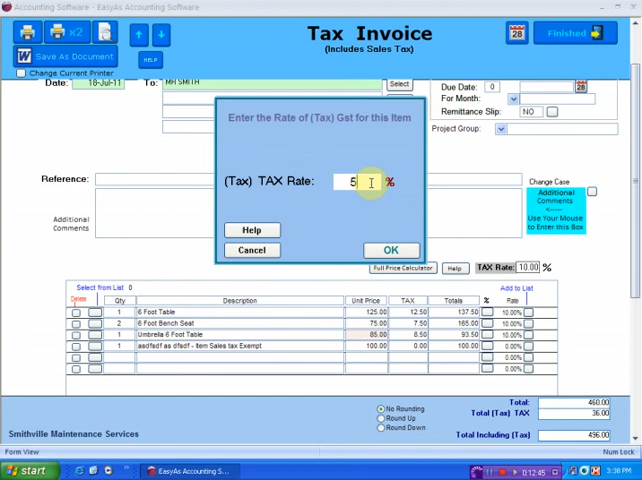 Accounting Software - EasyAs Accounting Software
x2
Save As Document
Change Current Printer
HELP
Tax Invoice
(Includes Sales Tax)
28
Finished
Date: 18-Jul-11 To: MR SMITH Select
Due Date: 0 28
For Month:
Remittance Slip: NO
Project Group:
Enter the Rate of (Tax) Gst for this Item
(Tax) TAX Rate: 5 %
Help
Cancel OK
Reference:
Additional
Comments
Change Case
Additional
Comments
<----
Use Your Mouse
to Enter this Box
Full Price Calculator Help TAX Rate: 10.00 %
Select from List 0 Add to List
Delete Qty Description Unit Price TAX Totals % Rate
1 6 Foot Table 125.00 12.50 137.50 10.00%
2 6 Foot Bench Seat 75.00 7.50 165.00 10.00%
1 Umbrella 6 Foot Table 85.00 8.50 93.50 10.00%
1 asdfsdf as dfsdf - Item Sales tax Exempt 100.00 0.00 100.00 0.00%
0.00%
0.00%
No Rounding
Round Up
Round Down
Total: 460.00
Total (Tax) TAX 36.00
Total Including (Tax) 496.00
Smithville Maintenance Services
Form View Num Lock
start EasyAs Accounting S... 0:12:45 3:38 PM